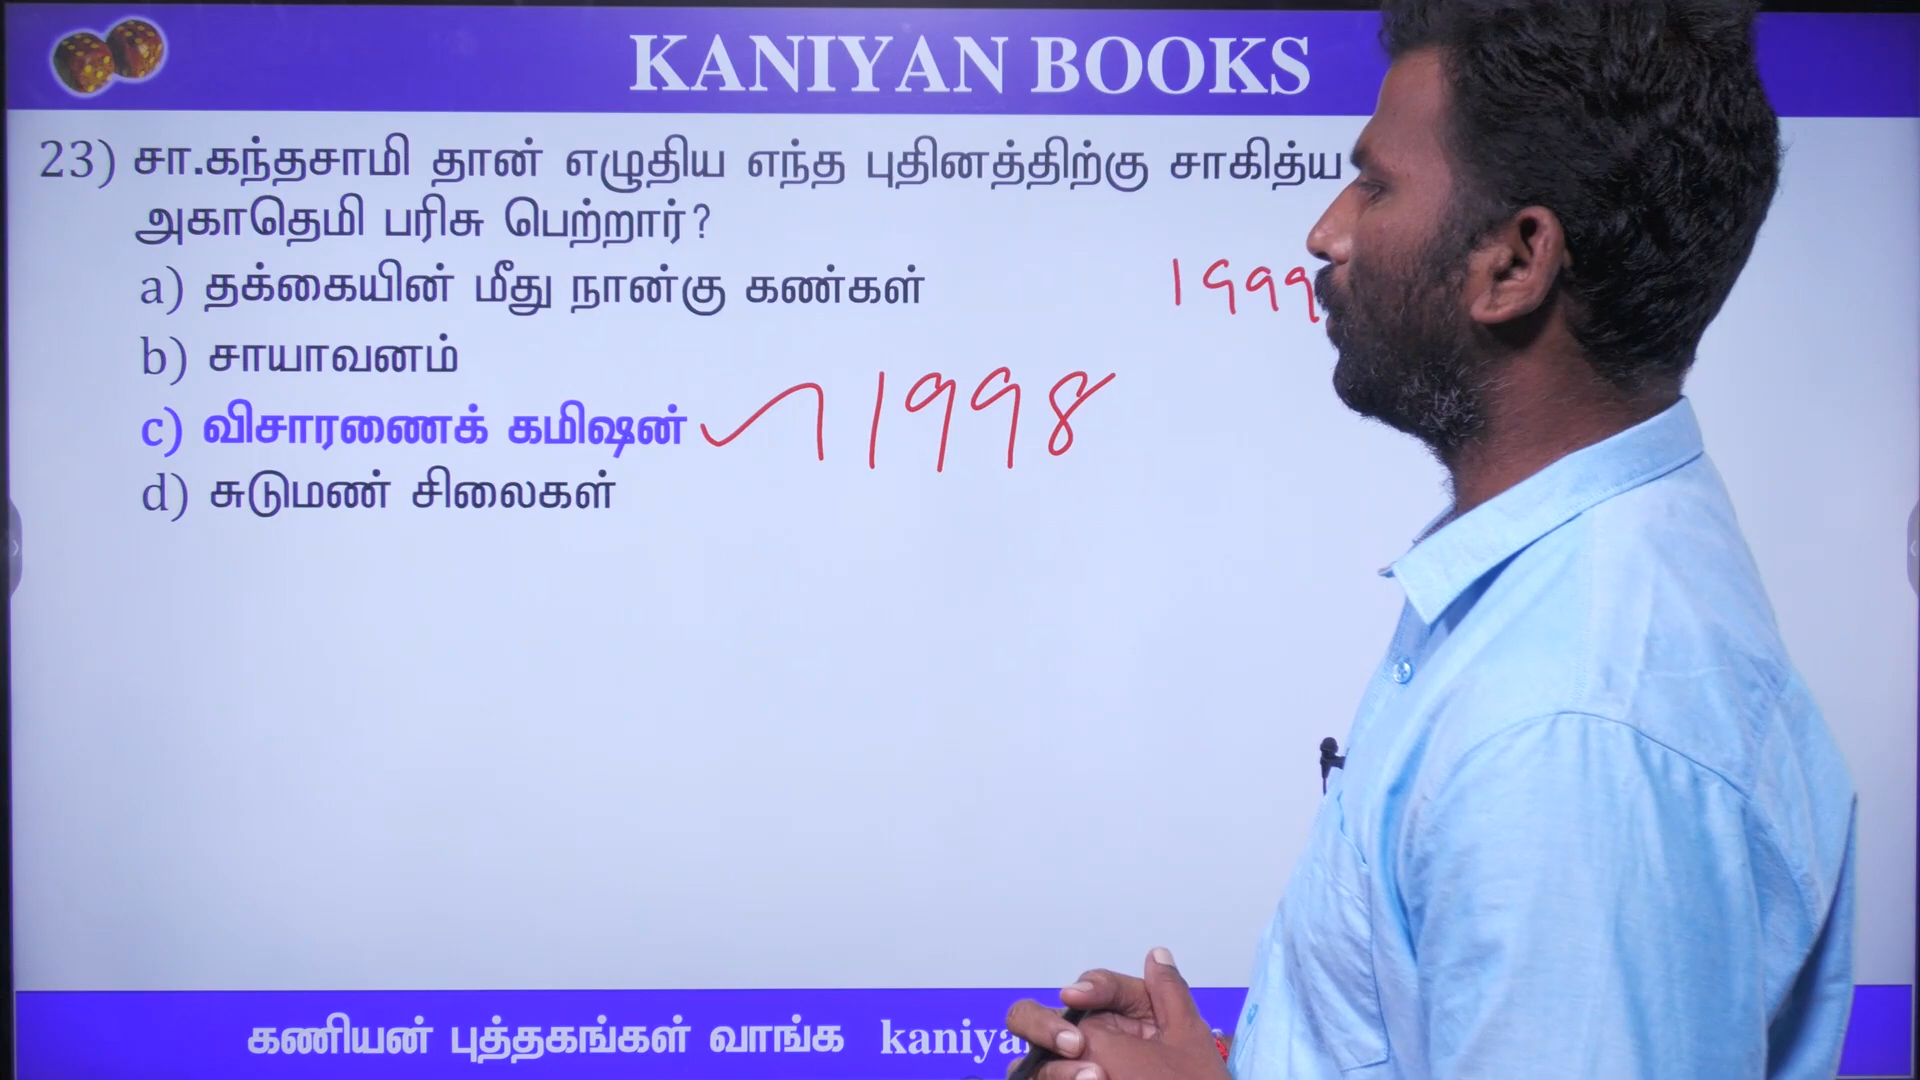 KANIYAN BOOKS
23) சா.கந்தசாமி தான் எழுதிய எந்த புதினத்திற்கு சாகித்ய
அகாதெமி பரிசு பெற்றார்?
a) தக்கையின் மீது நான்கு கண்கள்
1999
b) சாயாவனம்
c) விசாரணைக் கமிஷன் 1998
d) சுடுமண் சிலைகள்
கணியன் புத்தகங்கள் வாங்க